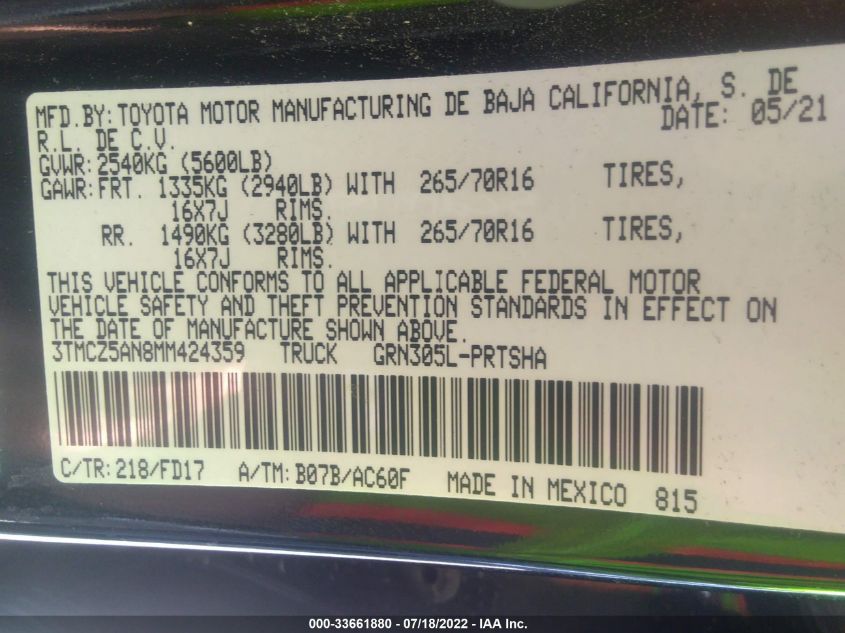 MFD.BY: TOYOTA MOTOR MANUFACTURING DE BAJA CALIFORNIA, S. DE
R.L. DE C.V. DATE: 05/21
GVWR: 2540KG (5600LB)
GAWR: FRT. 1335KG (2940LB) WITH 265/70R16 TIRES,
16X7J RIMS.
RR. 1490KG (3280LB) WITH 265/70R16 TIRES,
16X7J RIMS.
THIS VEHICLE CONFORMS TO ALL APPLICABLE FEDERAL MOTOR
VEHICLE SAFETY AND THEFT PREVENTION STANDARDS IN EFFECT ON
THE DATE OF MANUFACTURE SHOWN ABOVE.
3TMCZ5AN8MM424359 TRUCK GRN305L-PRTSHA
C/TR: 218/FD17 A/TM: B07B/AC60F MADE IN MEXICO 815
000-33661880 - 07/18/2022 - IAA Inc.